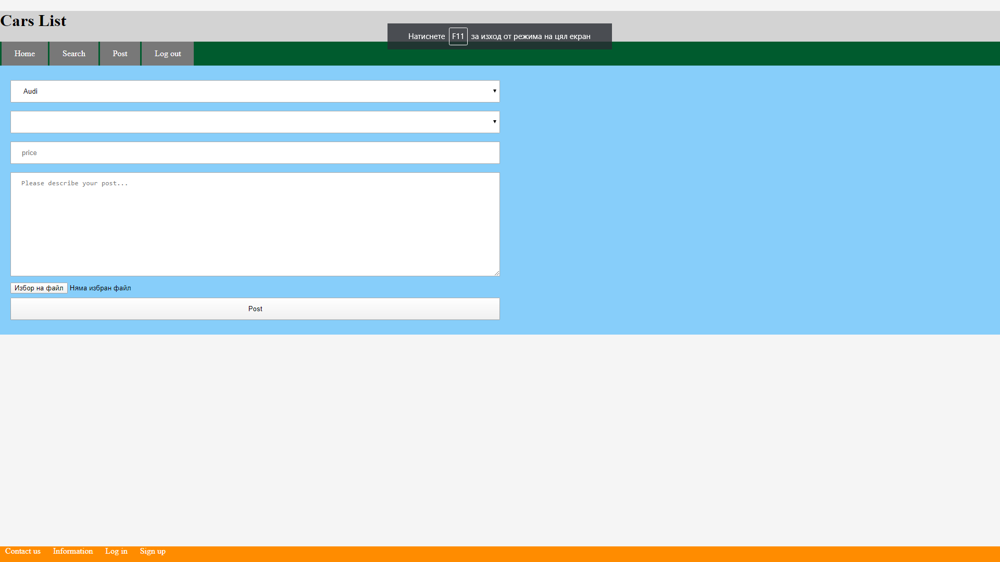 Cars List
Натиснете F11 за изход от режима на цял екран
Home Search Post Log out
Audi
price
Please describe your post...
Избор на файл Няма избран файл
Post
Contact us Information Log in Sign up